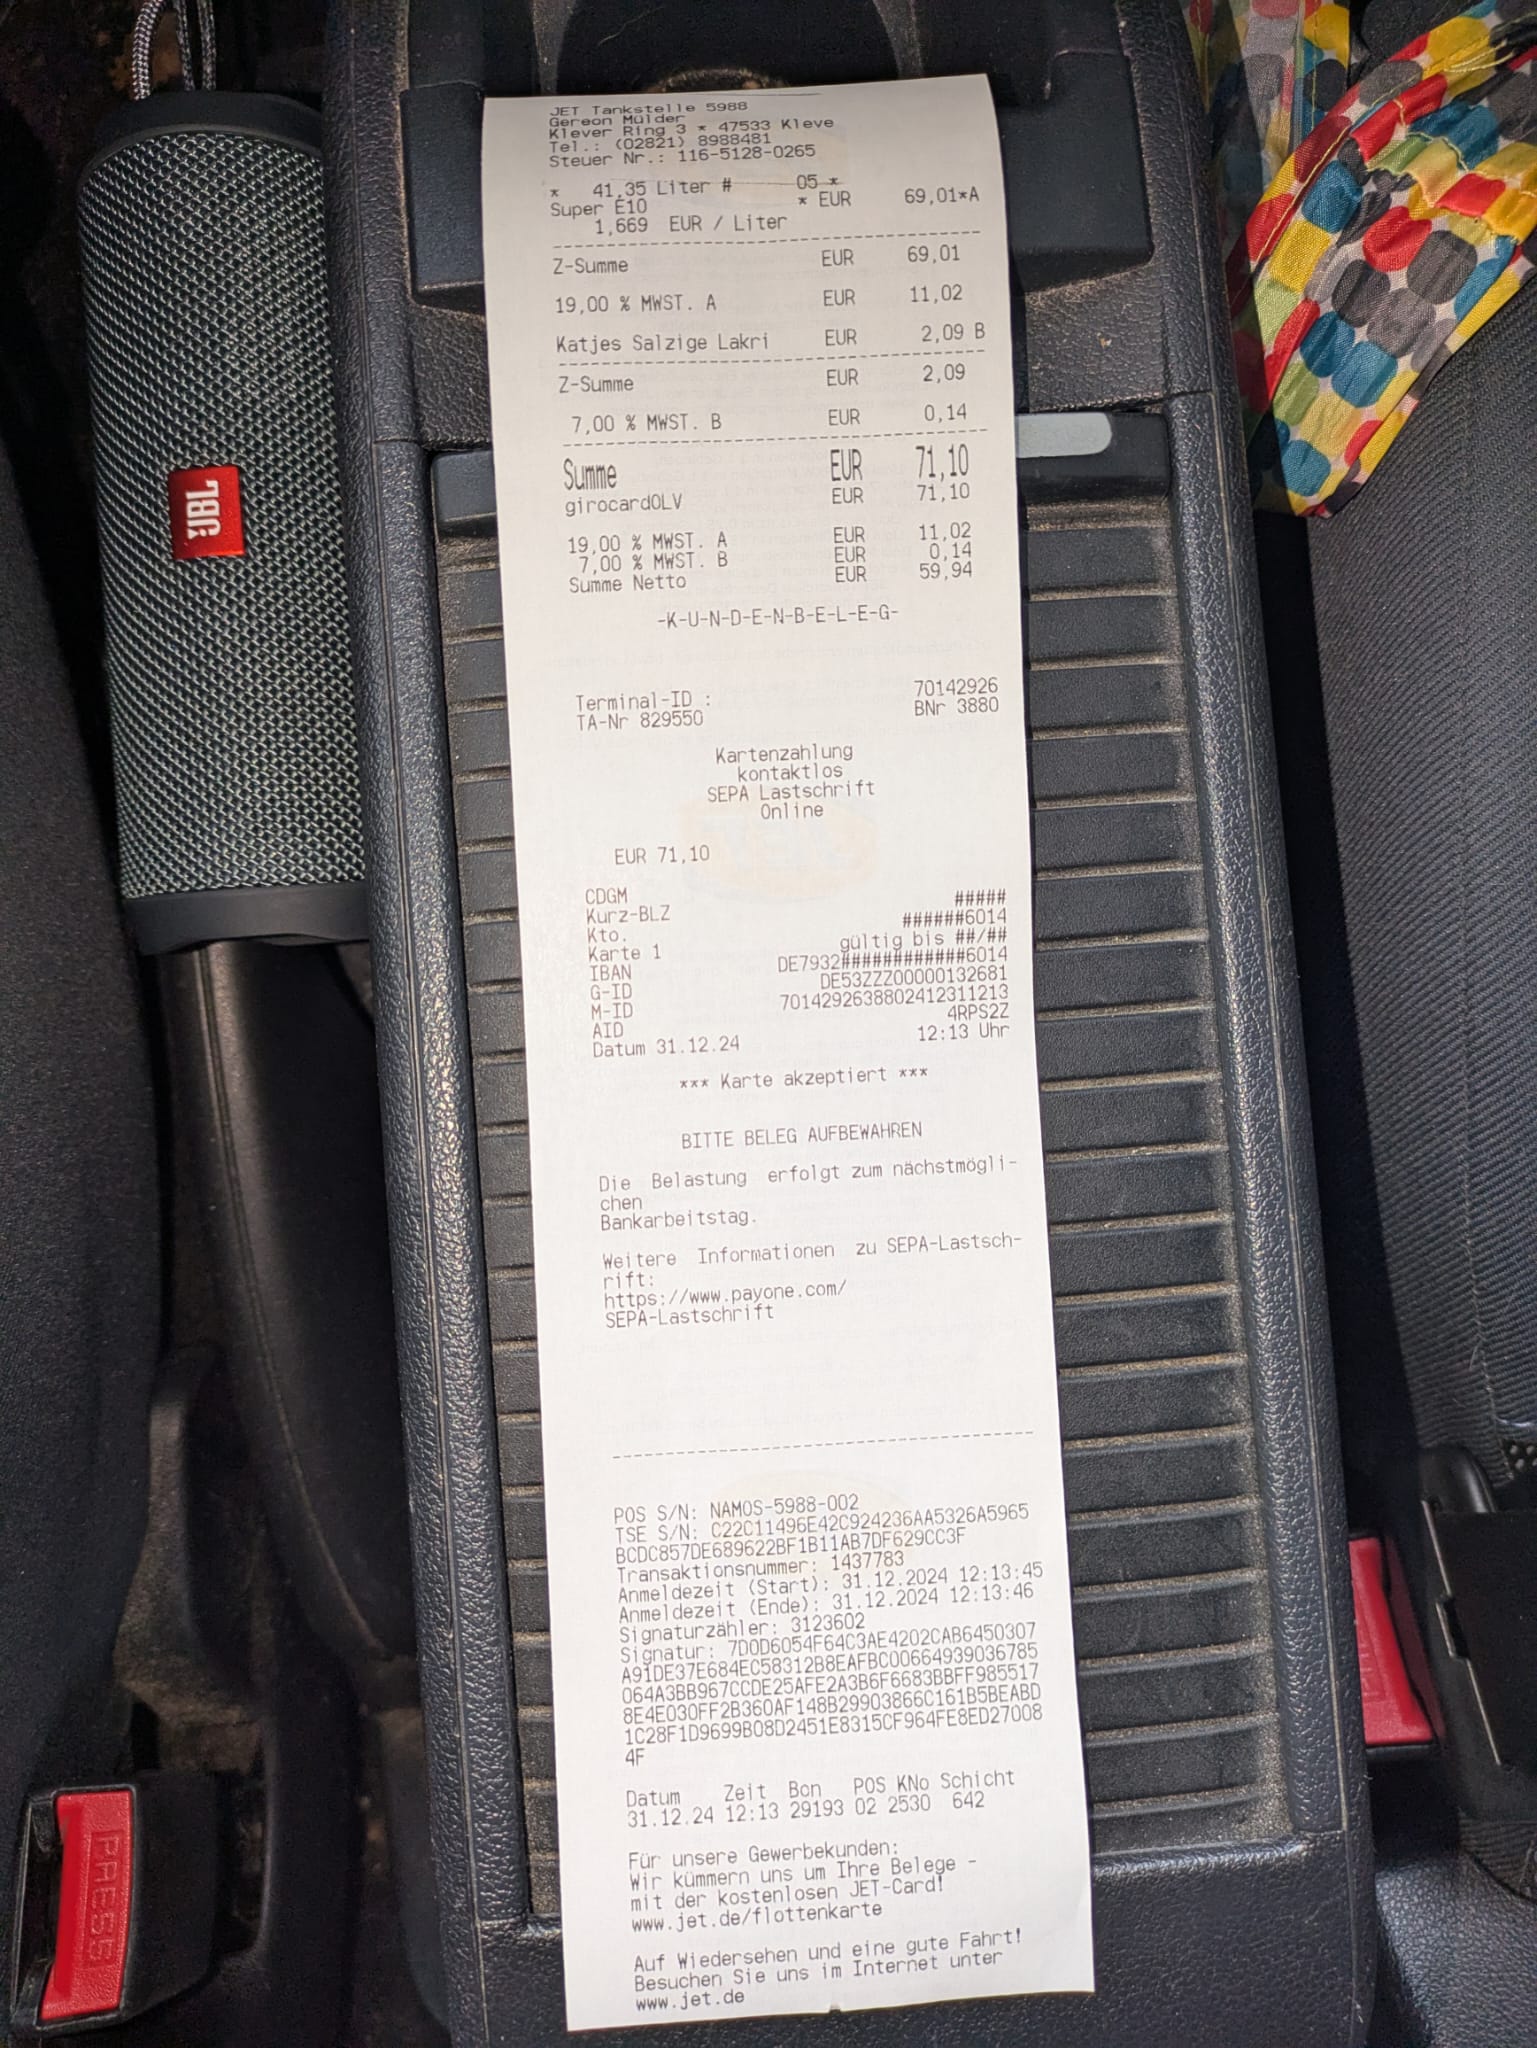 JET Tankstelle 5988
Gereon Mülder
Klever Ring 3 * 47533 Kleve
Tel.: (02821) 8988481
Steuer Nr.: 116-5128-0265
* 41,35 Liter # 05 *
Super E10 * EUR 69,01*A
1,669 EUR / Liter
Z-Summe EUR 69,01
19,00 % MWST. A EUR 11,02
Katjes Salzige Lakri EUR 2,09 B
Z-Summe EUR 2,09
7,00 % MWST. B EUR 0,14
Summe EUR 71,10
girocardOLV EUR 71,10
19,00 % MWST. A EUR 11,02
7,00 % MWST. B EUR 0,14
Summe Netto EUR 59,94
-K-U-N-D-E-N-B-E-L-E-G-
Terminal-ID : 70142926
TA-Nr 829550 BNr 3880
Kartenzahlung
kontaktlos
SEPA Lastschrift
Online
EUR 71,10
CDGM
Kurz-BLZ #####
Kto. ######6014
Karte 1 gültig bis ##/##
IBAN DE7932############6014
G-ID DE53ZZZ00000132681
M-ID 7014292638802412311213
AID 4RPS2Z
Datum 31.12.24 12:13 Uhr
*** Karte akzeptiert ***
BITTE BELEG AUFBEWAHREN
Die Belastung erfolgt zum nächstmögli-
chen
Bankarbeitstag.
Weitere Informationen zu SEPA-Lastsch-
rift:
https://www.payone.com/
SEPA-Lastschrift
POS S/N: NAMOS-5988-002
TSE S/N: C22C11496E42C924236AA5326A5965
BCDC857DE689622BF1B11AB7DF629CC3F
Transaktionsnummer: 1437783
Anmeldezeit (Start): 31.12.2024 12:13:45
Anmeldezeit (Ende): 31.12.2024 12:13:46
Signaturzähler: 3123602
Signatur: 7D0D6054F64C3AE4202CAB6450307
A91DE37E684EC58312B8EAFBC00664939036785
064A3BB967CCDE25AFE2A3B6F6683BBFF985517
8E4E030FF2B360AF148B29903866C161B5BEABD
1C28F1D9699B08D2451E8315CF964FE8ED27008
4F
Datum Zeit Bon POS KNo Schicht
31.12.24 12:13 29193 02 2530 642
Für unsere Gewerbekunden:
Wir kümmern uns um Ihre Belege -
mit der kostenlosen JET-Card!
www.jet.de/flottenkarte
Auf Wiedersehen und eine gute Fahrt!
Besuchen Sie uns im Internet unter
www.jet.de
JBL
PRESS